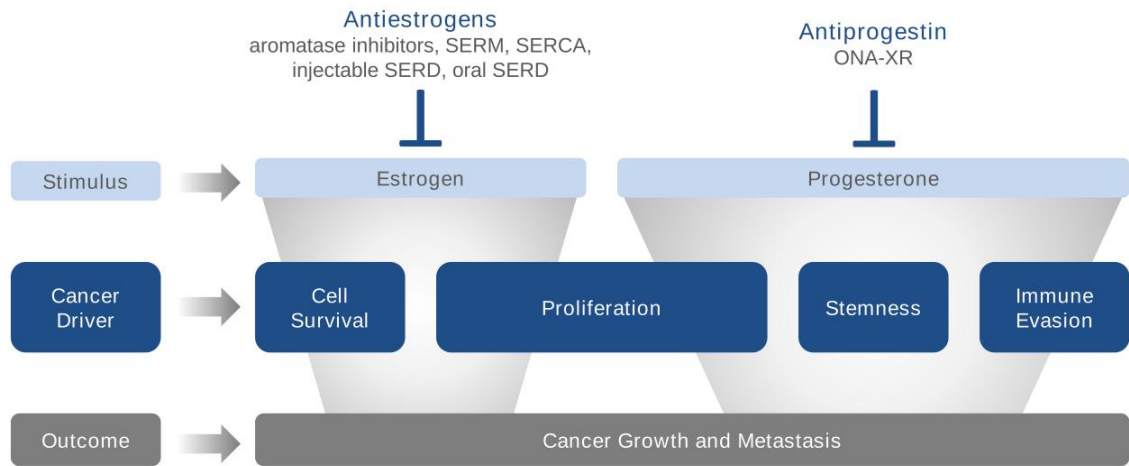 Antiestrogens
aromatase inhibitors, SERM, SERCA,
injectable SERD, oral SERD
Antiprogestin
ONA-XR
Stimulus
Estrogen
Progesterone
Cancer
Driver
Cell
Survival
Proliferation
Stemness
Immune
Evasion
Outcome
Cancer Growth and Metastasis